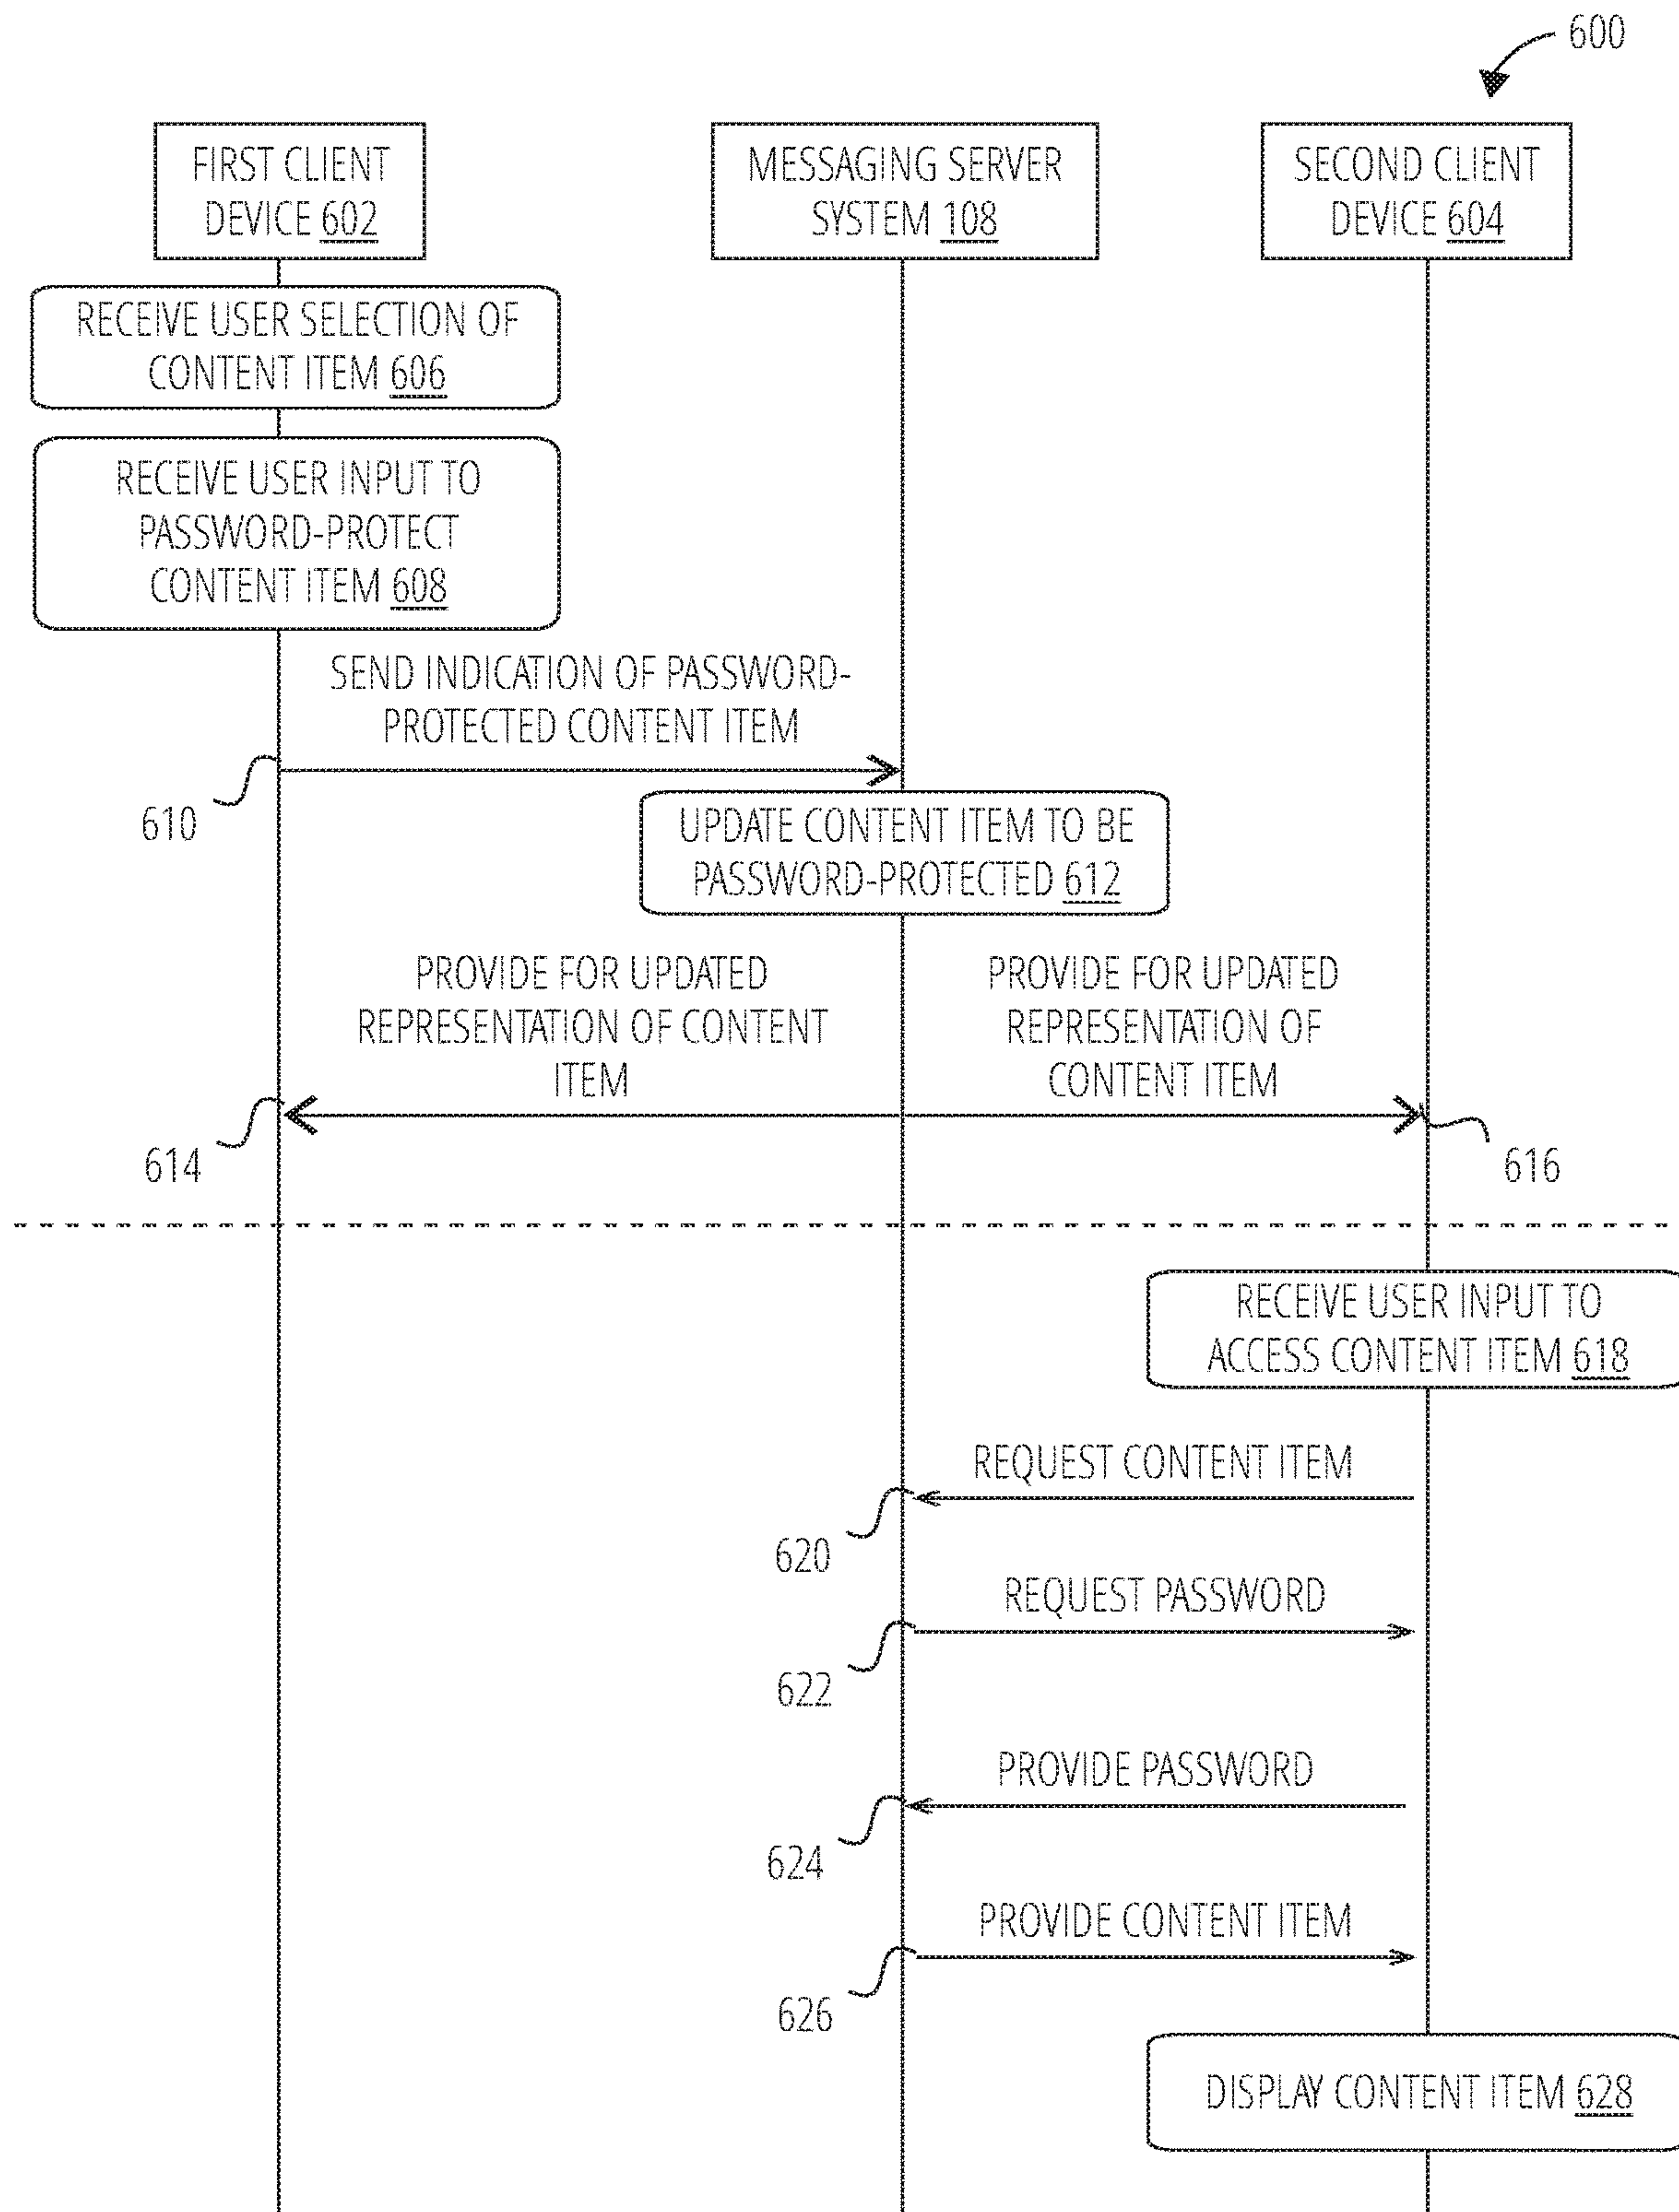 600
FIRST CLIENT
DEVICE 602
MESSAGING SERVER
SYSTEM 108
SECOND CLIENT
DEVICE 604
RECEIVE USER SELECTION OF
CONTENT ITEM 606
RECEIVE USER INPUT TO
PASSWORD-PROTECT
CONTENT ITEM 608
SEND INDICATION OF PASSWORD-
PROTECTED CONTENT ITEM
610
UPDATE CONTENT ITEM TO BE
PASSWORD-PROTECTED 612
PROVIDE FOR UPDATED
REPRESENTATION OF CONTENT
ITEM
614
PROVIDE FOR UPDATED
REPRESENTATION OF
CONTENT ITEM
616
RECEIVE USER INPUT TO
ACCESS CONTENT ITEM 618
REQUEST CONTENT ITEM
620
REQUEST PASSWORD
622
PROVIDE PASSWORD
624
PROVIDE CONTENT ITEM
626
DISPLAY CONTENT ITEM 628